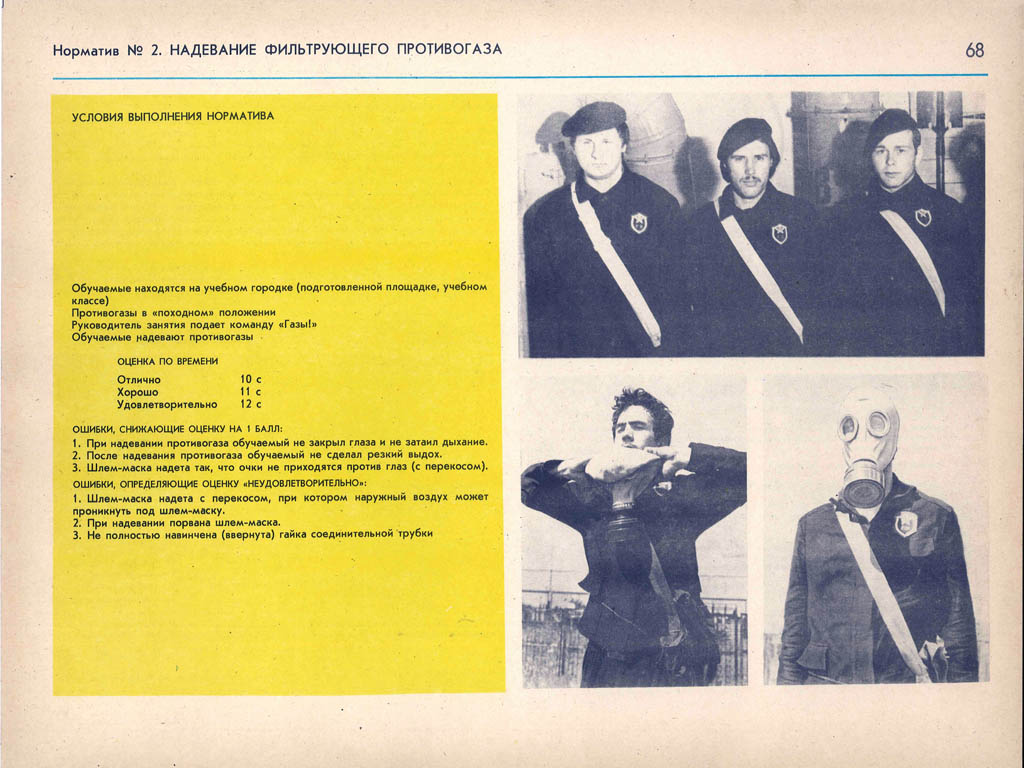 Норматив № 2. НАДЕВАНИЕ ФИЛЬТРУЮЩЕГО ПРОТИВОГАЗА
68
УСЛОВИЯ ВЫПОЛНЕНИЯ НОРМАТИВА
Обучаемые находятся на учебном городке (подготовленной площадке, учебном
классе)
Противогазы в «походном» положении
Руководитель занятия подает команду «Газы!»
Обучаемые надевают противогазы
ОЦЕНКА ПО ВРЕМЕНИ
Отлично 10 с
Хорошо 11 с
Удовлетворительно 12 с
ОШИБКИ, СНИЖАЮЩИЕ ОЦЕНКУ НА 1 БАЛЛ:
1. При надевании противогаза обучаемый не закрыл глаза и не затаил дыхание.
2. После надевания противогаза обучаемый не сделал резкий выдох.
3. Шлем-маска надета так, что очки не приходятся против глаз (с перекосом).
ОШИБКИ, ОПРЕДЕЛЯЮЩИЕ ОЦЕНКУ «НЕУДОВЛЕТВОРИТЕЛЬНО»:
1. Шлем-маска надета с перекосом, при котором наружный воздух может
проникнуть под шлем-маску.
2. При надевании порвана шлем-маска.
3. Не полностью навинчена (ввернута) гайка соединительной трубки